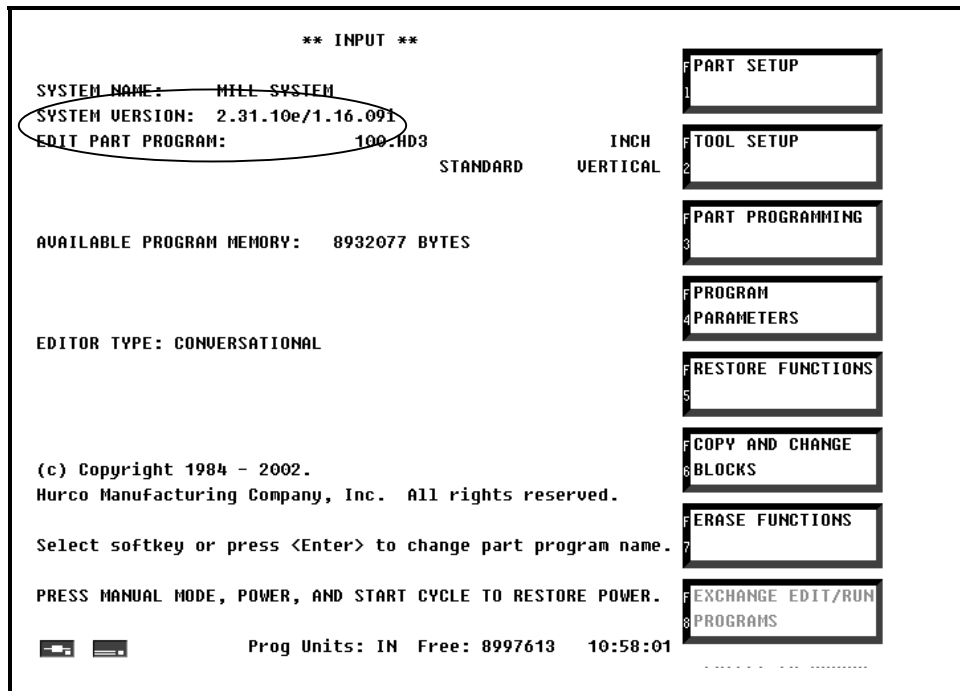 ** INPUT **
SYSTEM NAME: MILL SYSTEM
SYSTEM VERSION: 2.31.10e/1.16.091
EDIT PART PROGRAM: 100.HD3 INCH
STANDARD VERTICAL
AVAILABLE PROGRAM MEMORY: 8932077 BYTES
EDITOR TYPE: CONVERSATIONAL
(c) Copyright 1984 - 2002.
Hurco Manufacturing Company, Inc. All rights reserved.
Select softkey or press <Enter> to change part program name.
PRESS MANUAL MODE, POWER, AND START CYCLE TO RESTORE POWER.
Prog Units: IN Free: 8997613 10:58:01
F1 PART SETUP
F2 TOOL SETUP
F3 PART PROGRAMMING
F4 PROGRAM
PARAMETERS
F5 RESTORE FUNCTIONS
F6 COPY AND CHANGE
BLOCKS
F7 ERASE FUNCTIONS
F8 EXCHANGE EDIT/RUN
PROGRAMS